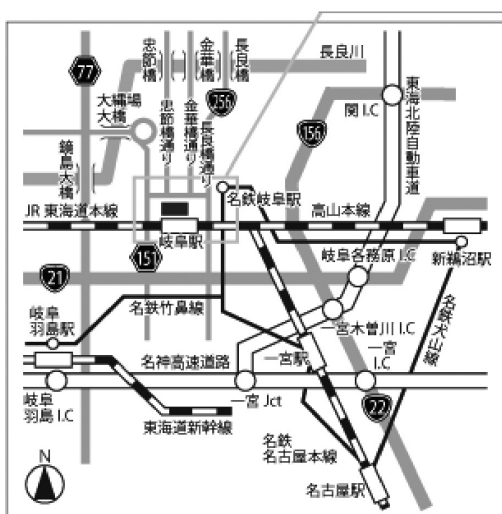 忠節橋
金華橋
長良橋
長良川
77
256
大縄場
大橋
忠節橋通り
金華橋通り
長良橋通り
156
関 I.C
東海北陸自動車道
鏡島大橋
名鉄岐阜駅
JR 東海道本線
高山本線
岐阜駅
151
岐阜各務原 I.C
新鵜沼駅
21
名鉄竹鼻線
岐阜
羽島駅
一宮木曽川 I.C
名鉄犬山線
一宮駅
一宮
I.C
名神高速道路
岐阜
羽島 I.C
一宮 Jct
22
東海道新幹線
名鉄
名古屋本線
N
名古屋駅